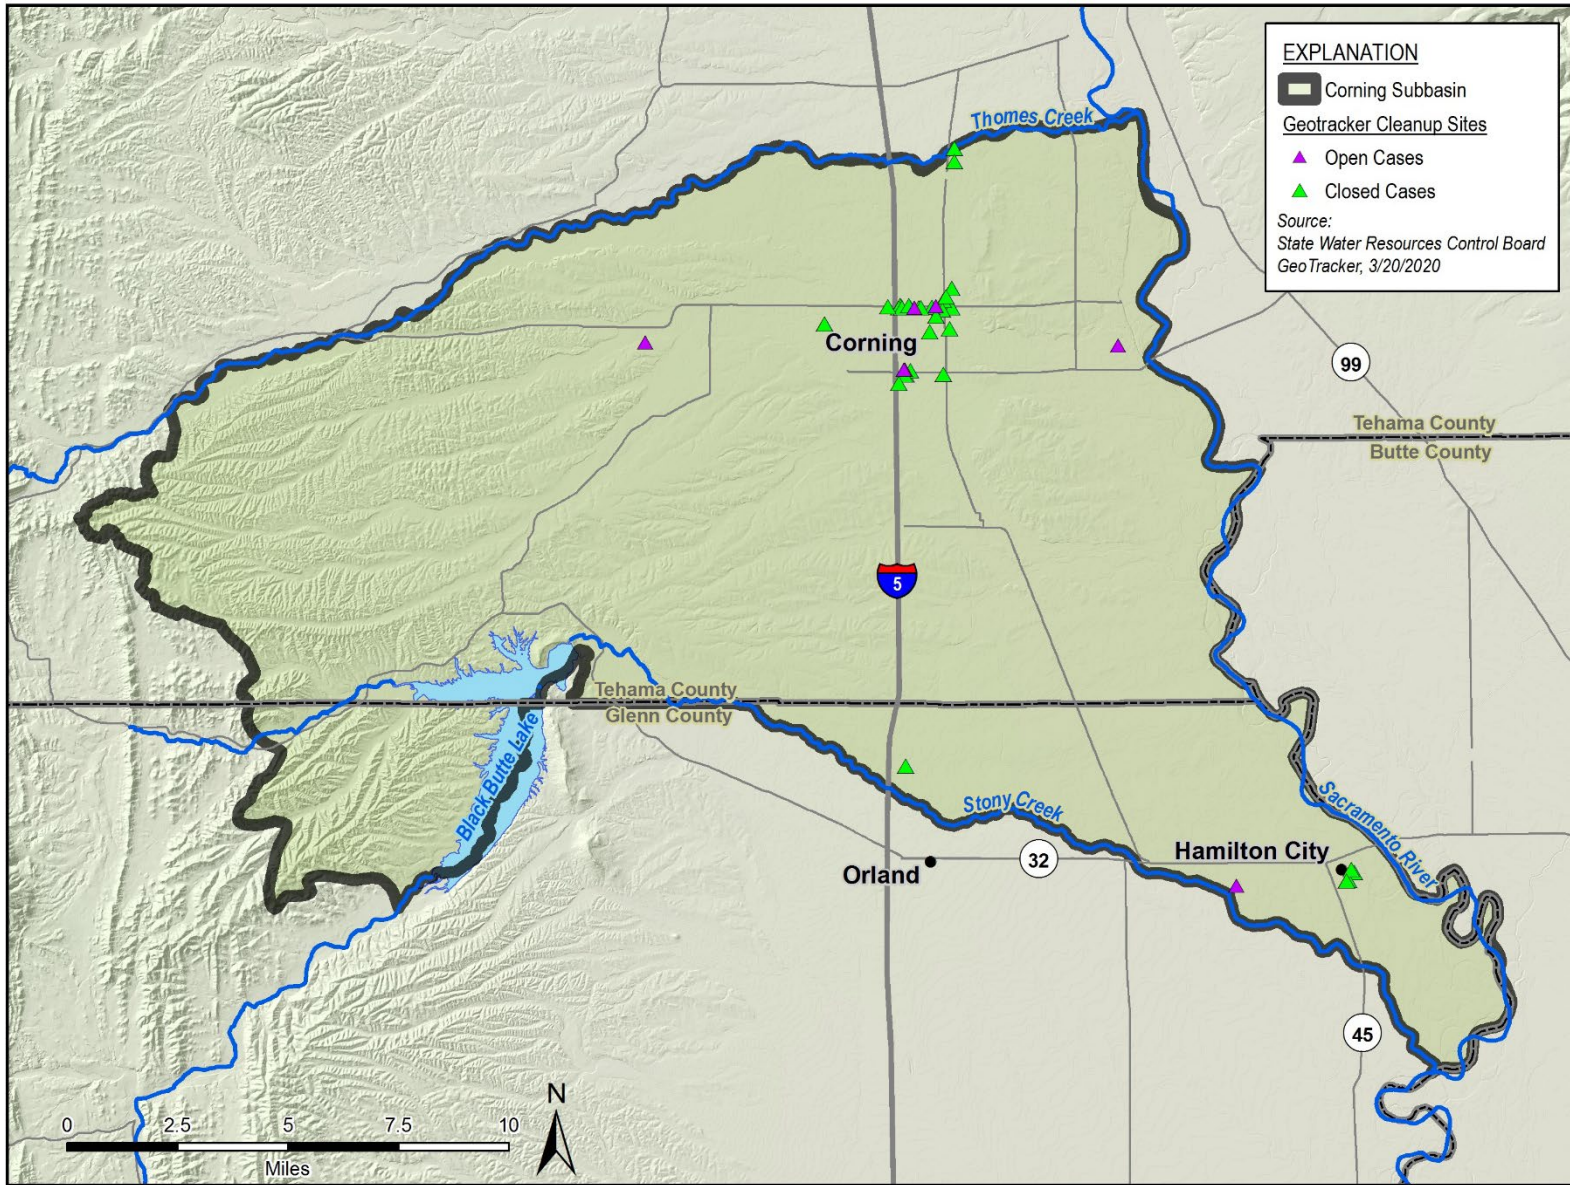 EXPLANATION
Corning Subbasin
Geotracker Cleanup Sites
Open Cases
Closed Cases
Source:
State Water Resources Control Board
GeoTracker, 3/20/2020
Thomes Creek
Corning
99
Tehama County
Butte County
5
Tehama County
Glenn County
Black Butte Lake
Stony Creek
Sacramento River
Hamilton City
Orland
32
45
N
0 2.5 5 7.5 10
Miles